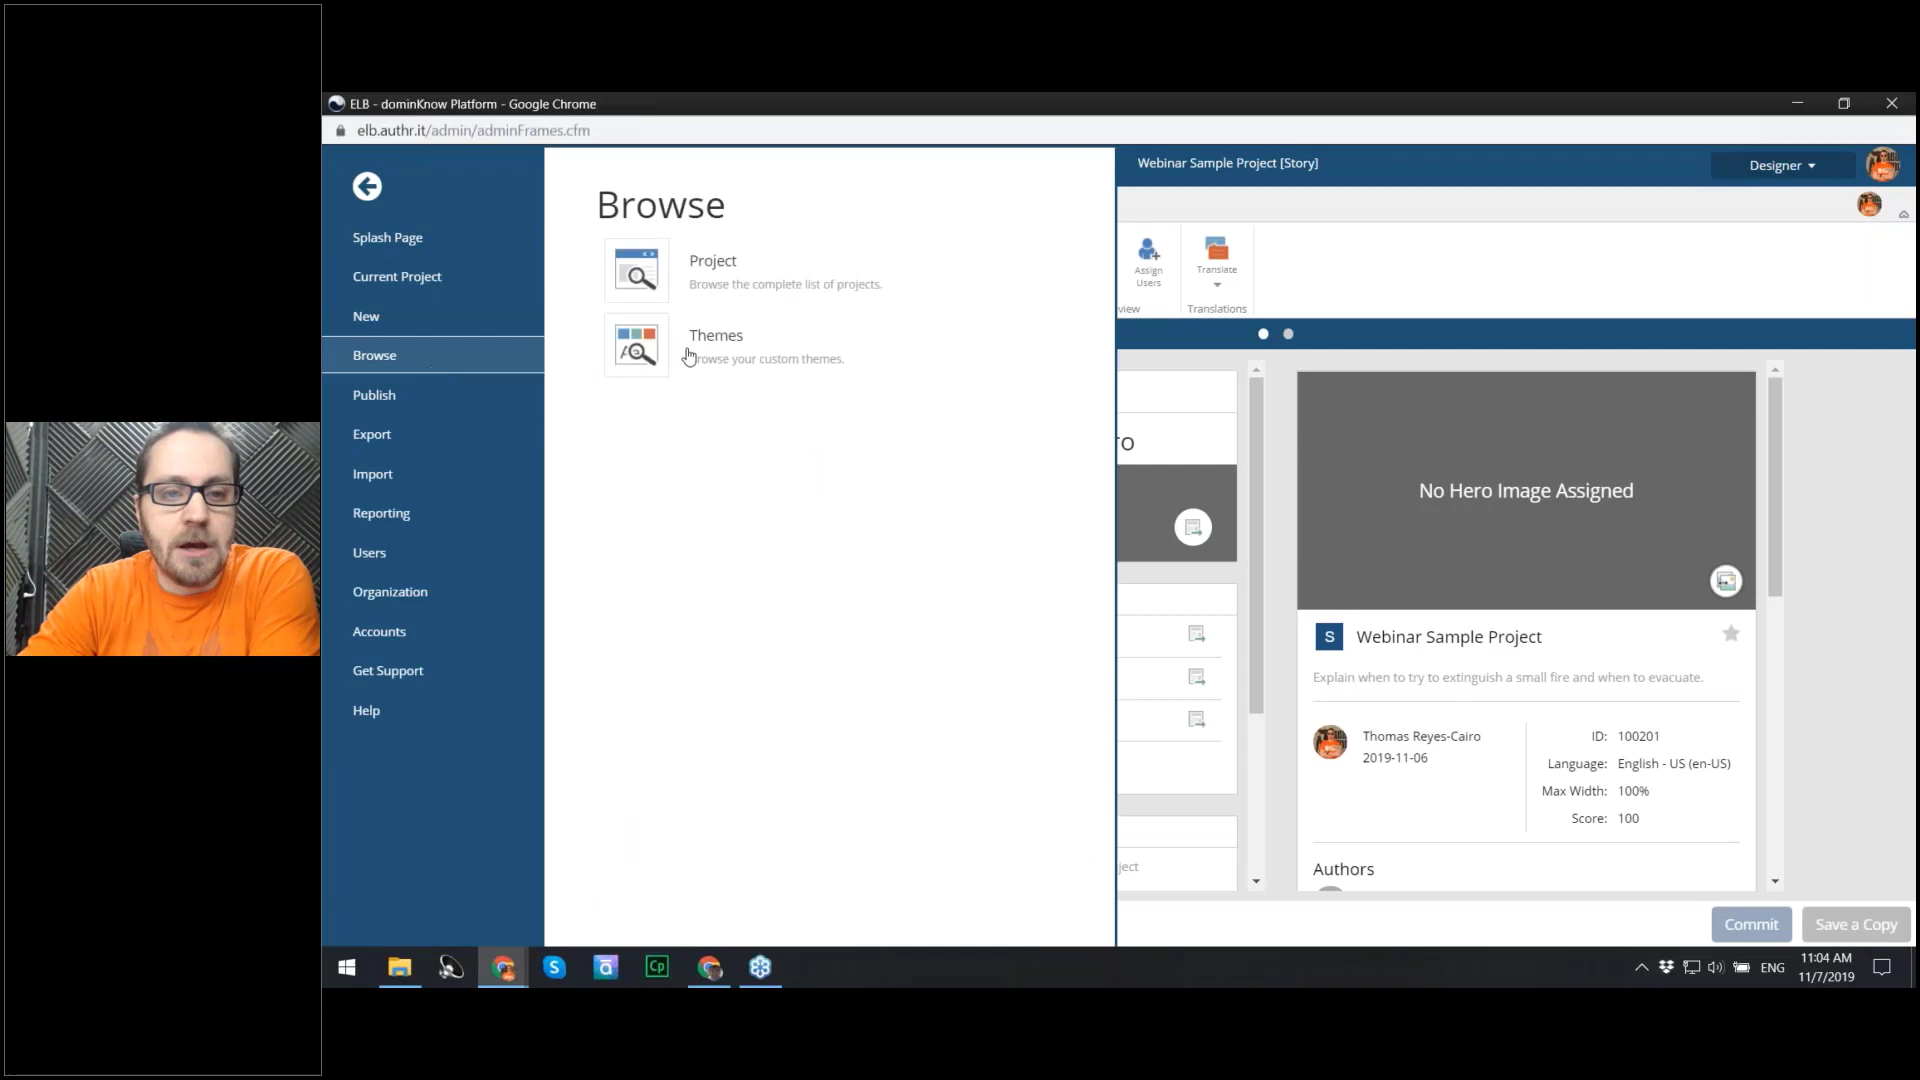 ELB - dominKnow Platform - Google Chrome
elb.authr.it/admin/adminFrames.cfm
Splash Page
Current Project
New
Browse
Publish
Export
Import
Reporting
Users
Organization
Accounts
Get Support
Help
Browse
Project
Browse the complete list of projects.
Themes
rowse your custom themes.
Webinar Sample Project [Story]
Designer
Assign
Users
view
Translate
Translations
ro
No Hero Image Assigned
S Webinar Sample Project
Explain when to try to extinguish a small fire and when to evacuate.
Thomas Reyes-Cairo
2019-11-06
ID: 100201
Language: English - US (en-US)
Max Width: 100%
Score: 100
Authors
ject
Commit
Save a Copy
S
a
Cp
ENG
11:04 AM
11/7/2019